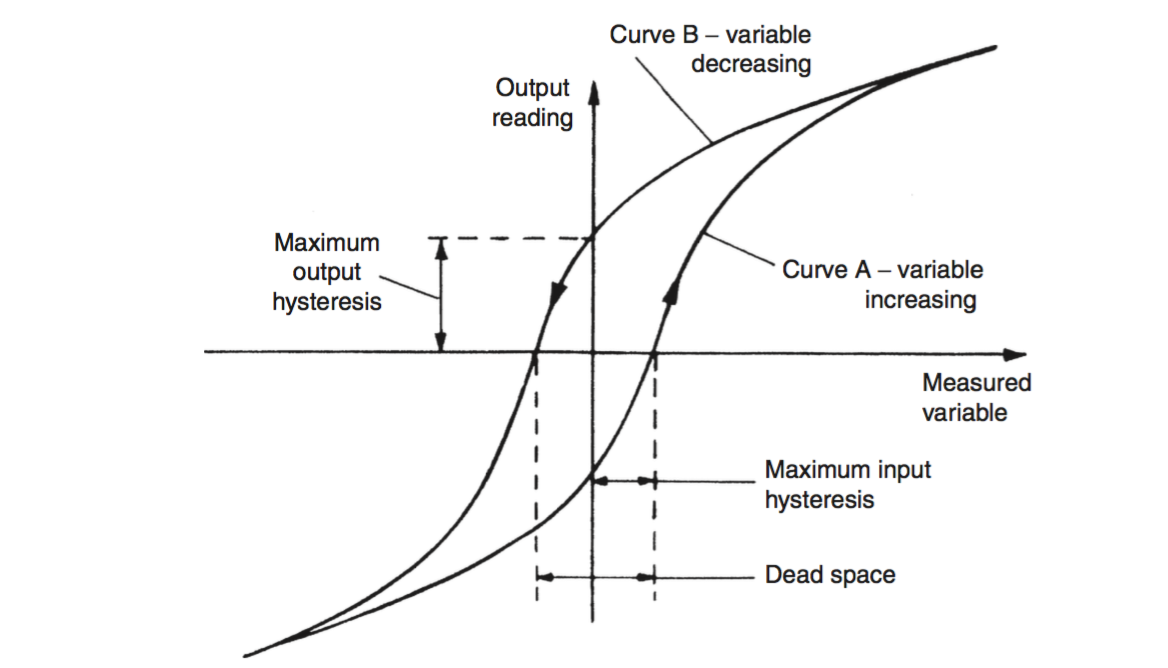 Curve B – variable
decreasing
Output
reading
Maximum
output
hysteresis
Curve A – variable
increasing
Measured
variable
Maximum input
hysteresis
Dead space